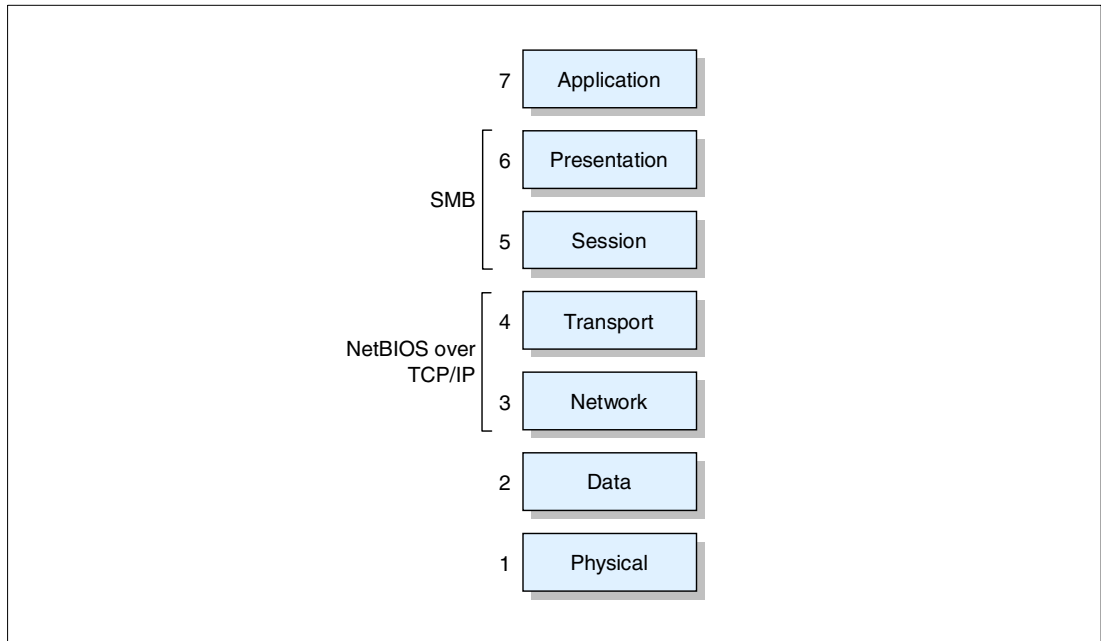 7 Application
6 Presentation
SMB
5 Session
4 Transport
NetBIOS over
TCP/IP
3 Network
2 Data
1 Physical